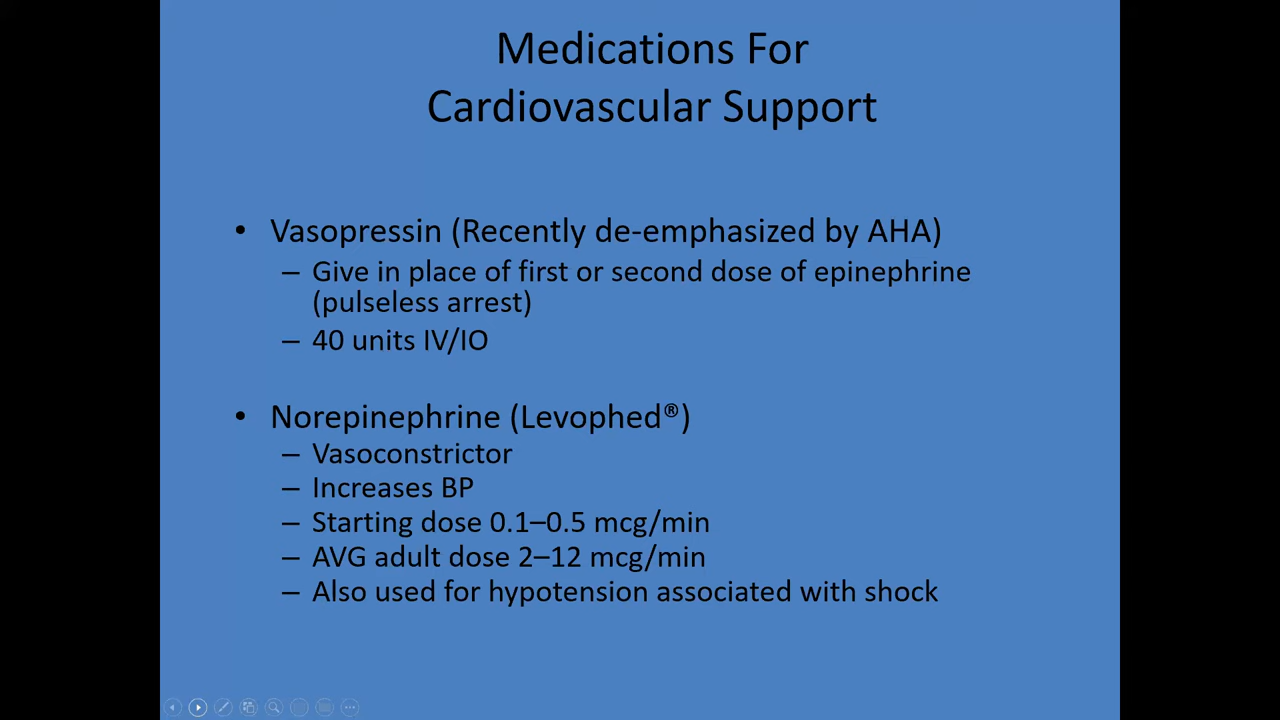 Medications For
Cardiovascular Support
• Vasopressin (Recently de-emphasized by AHA)
– Give in place of first or second dose of epinephrine
(pulseless arrest)
– 40 units IV/IO
• Norepinephrine (Levophed®)
– Vasoconstrictor
– Increases BP
– Starting dose 0.1–0.5 mcg/min
– AVG adult dose 2–12 mcg/min
– Also used for hypotension associated with shock